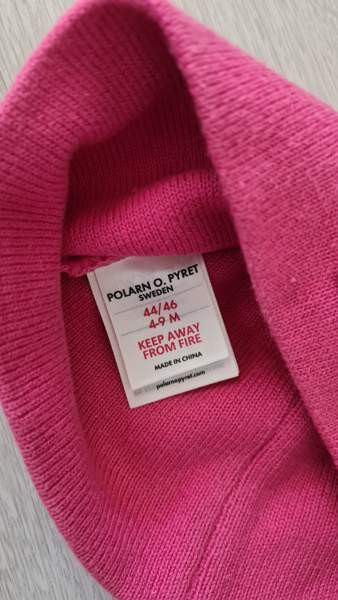 POLARN O. PYRET
SWEDEN
44/46
4-9 M
KEEP AWAY
FROM FIRE
MADE IN CHINA
polarnopyret.com